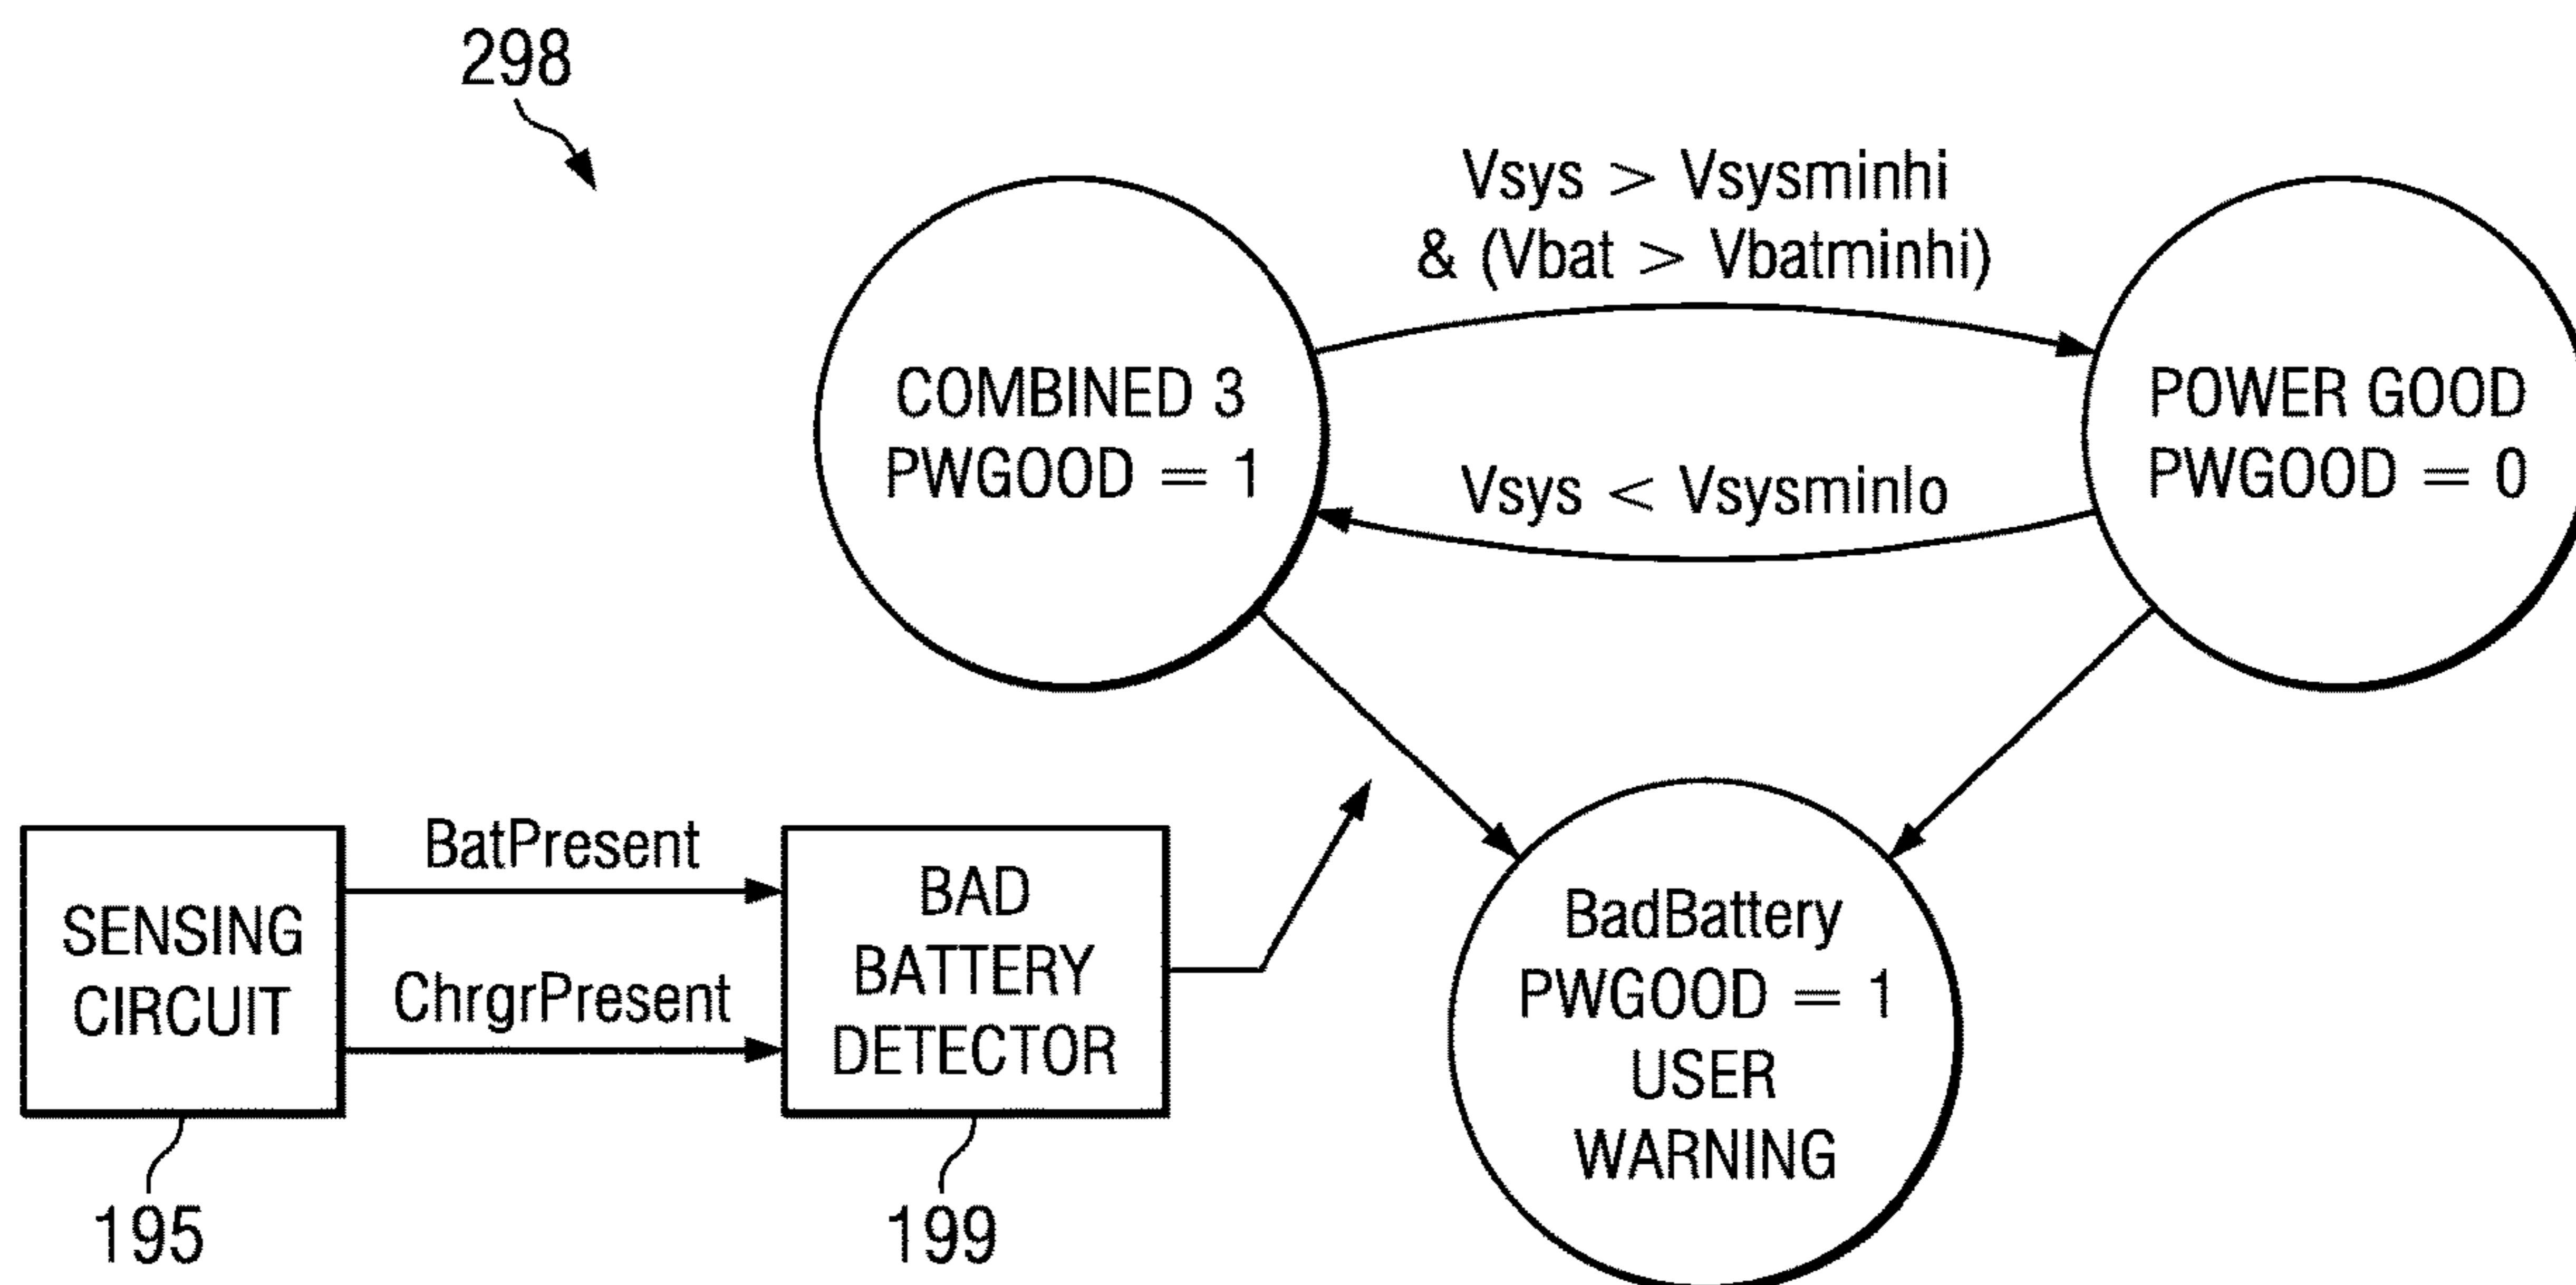 298
Vsys > Vsysminhi
& (Vbat > Vbatminhi)
COMBINED 3
PWGOOD = 1
POWER GOOD
PWGOOD = 0
Vsys < Vsysminlo
SENSING
CIRCUIT
BatPresent
ChrgrPresent
BAD
BATTERY
DETECTOR
BadBattery
PWGOOD = 1
USER
WARNING
195
199